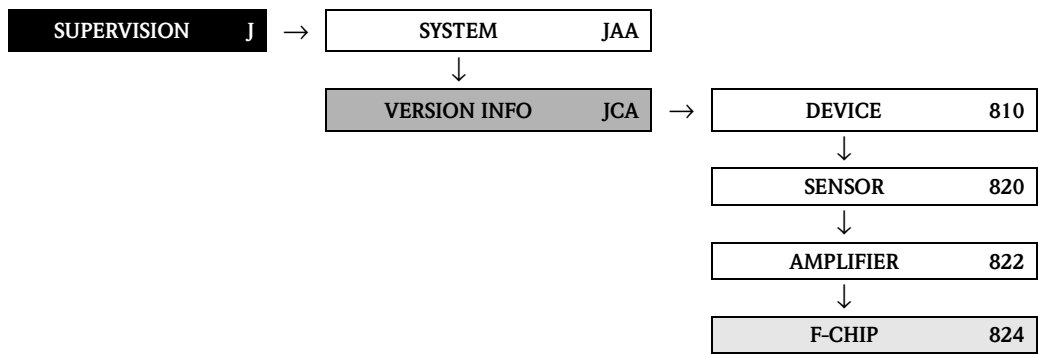 SUPERVISION J → SYSTEM JAA
↓
VERSION INFO JCA → DEVICE 810
↓
SENSOR 820
↓
AMPLIFIER 822
↓
F-CHIP 824